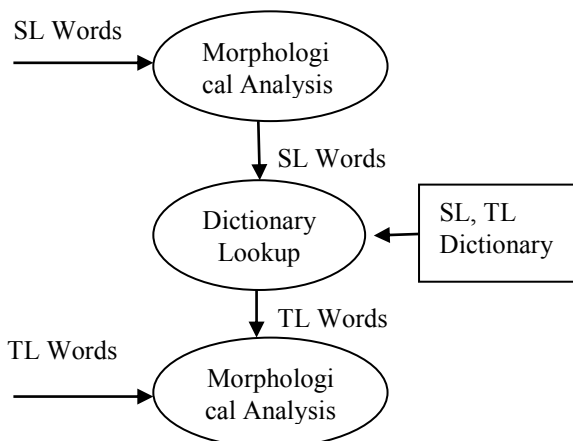 SL Words
Morphologi
cal Analysis
SL Words
Dictionary
Lookup
SL, TL
Dictionary
TL Words
TL Words
Morphologi
cal Analysis